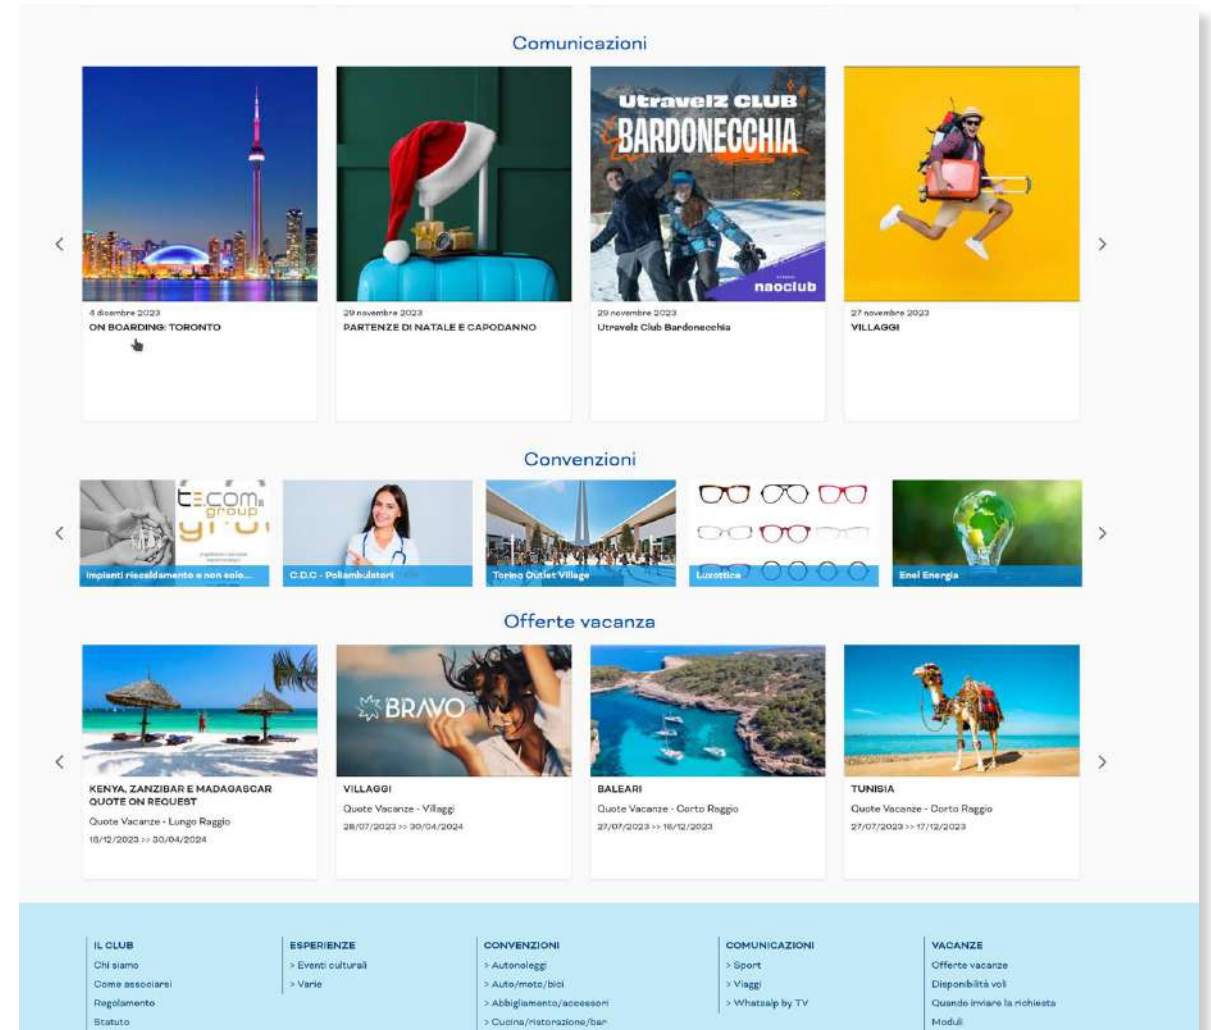 Comunicazioni
Utravelz CLUB
BARDONECCHIA
naoclub
4 dicembre 2023
ON BOARDING: TORONTO
29 novembre 2023
PARTENZE DI NATALE E CAPODANNO
29 novembre 2023
Utravelz Club Bardonecchia
27 novembre 2023
VILLAGGI
Convenzioni
te.com.
group
Impianti riscaldamento e non solo...
C.D.C - Poliambulatori
Torino Outlet Village
Luxottica
Enel Energia
Offerte vacanza
BRAVO
KENYA, ZANZIBAR E MADAGASCAR
QUOTE ON REQUEST
Quote Vacanze - Lungo Raggio
18/12/2023 >> 30/04/2024
VILLAGGI
Quote Vacanze - Villaggi
28/07/2023 >> 30/04/2024
BALEARI
Quote Vacanze - Corto Raggio
27/07/2023 >> 16/12/2023
TUNISIA
Quote Vacanze - Corto Raggio
27/07/2023 >> 17/12/2023
IL CLUB
Chi siamo
Come associarsi
Regolamento
Statuto
ESPERIENZE
> Eventi culturali
> Varie
CONVENZIONI
> Autonoleggi
> Auto/moto/bici
> Abbigliamento/accessori
> Cucina/ristorazione/bar
COMUNICAZIONI
> Sport
> Viaggi
> Whatsalp by TV
VACANZE
Offerte vacanze
Disponibilità voli
Quando inviare la richiesta
Moduli